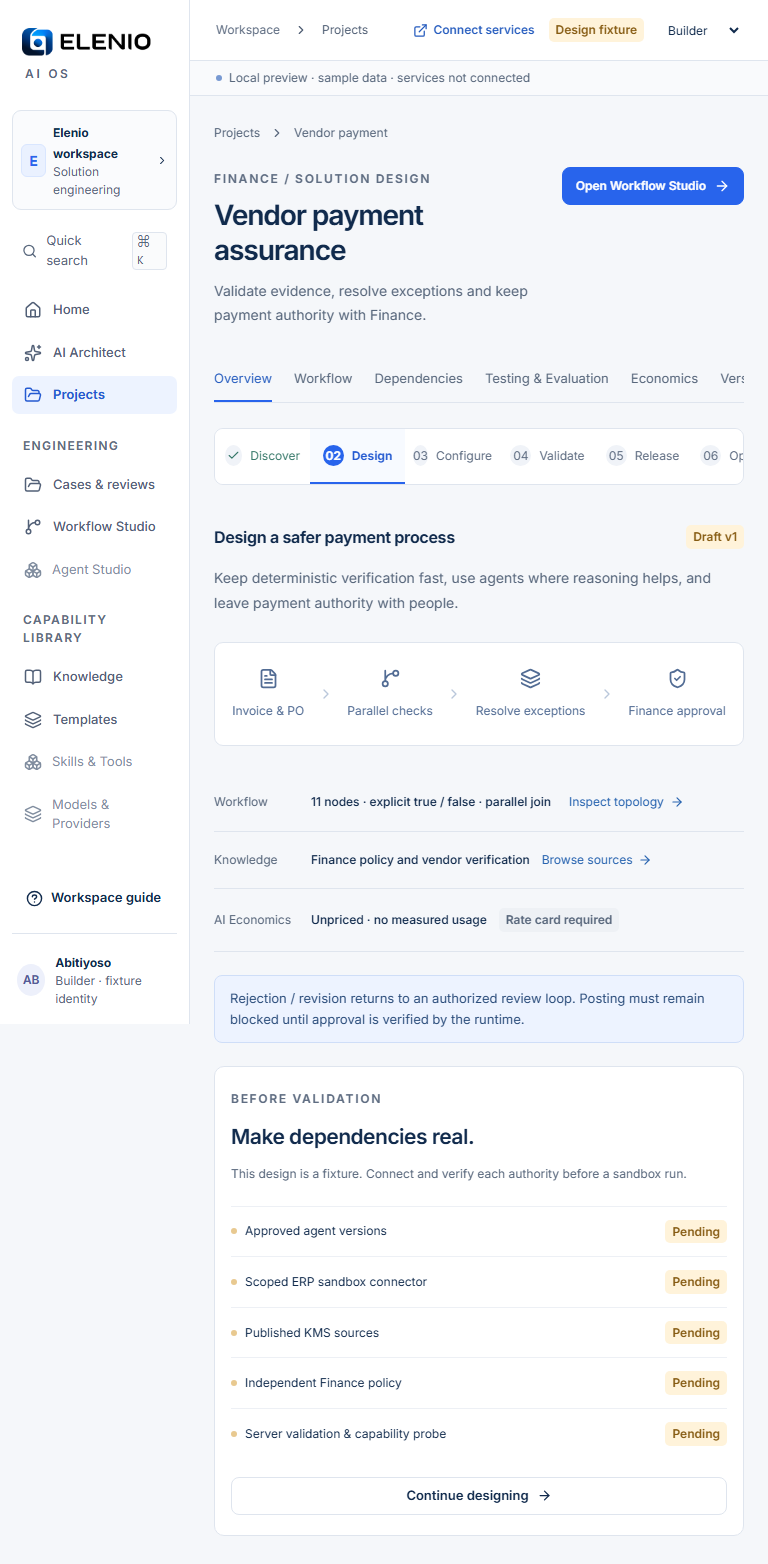 ELENIO
AI OS
E
Elenio
workspace
Solution
engineering
Quick
search
⌘
K
Home
AI Architect
Projects
ENGINEERING
Cases & reviews
Workflow Studio
Agent Studio
CAPABILITY
LIBRARY
Knowledge
Templates
Skills & Tools
Models &
Providers
Workspace guide
AB
Abitiyoso
Builder · fixture
identity
Workspace > Projects
Connect services
Design fixture
Builder
Local preview · sample data · services not connected
Projects > Vendor payment
FINANCE / SOLUTION DESIGN
Open Workflow Studio →
Vendor payment
assurance
Validate evidence, resolve exceptions and keep
payment authority with Finance.
Overview Workflow Dependencies Testing & Evaluation Economics Vers
Discover 02 Design 03 Configure 04 Validate 05 Release 06 Op
Design a safer payment process
Draft v1
Keep deterministic verification fast, use agents where reasoning helps, and
leave payment authority with people.
Invoice & PO > Parallel checks > Resolve exceptions > Finance approval
Workflow 11 nodes · explicit true / false · parallel join Inspect topology →
Knowledge Finance policy and vendor verification Browse sources →
AI Economics Unpriced · no measured usage Rate card required
Rejection / revision returns to an authorized review loop. Posting must remain
blocked until approval is verified by the runtime.
BEFORE VALIDATION
Make dependencies real.
This design is a fixture. Connect and verify each authority before a sandbox run.
Approved agent versions Pending
Scoped ERP sandbox connector Pending
Published KMS sources Pending
Independent Finance policy Pending
Server validation & capability probe Pending
Continue designing →